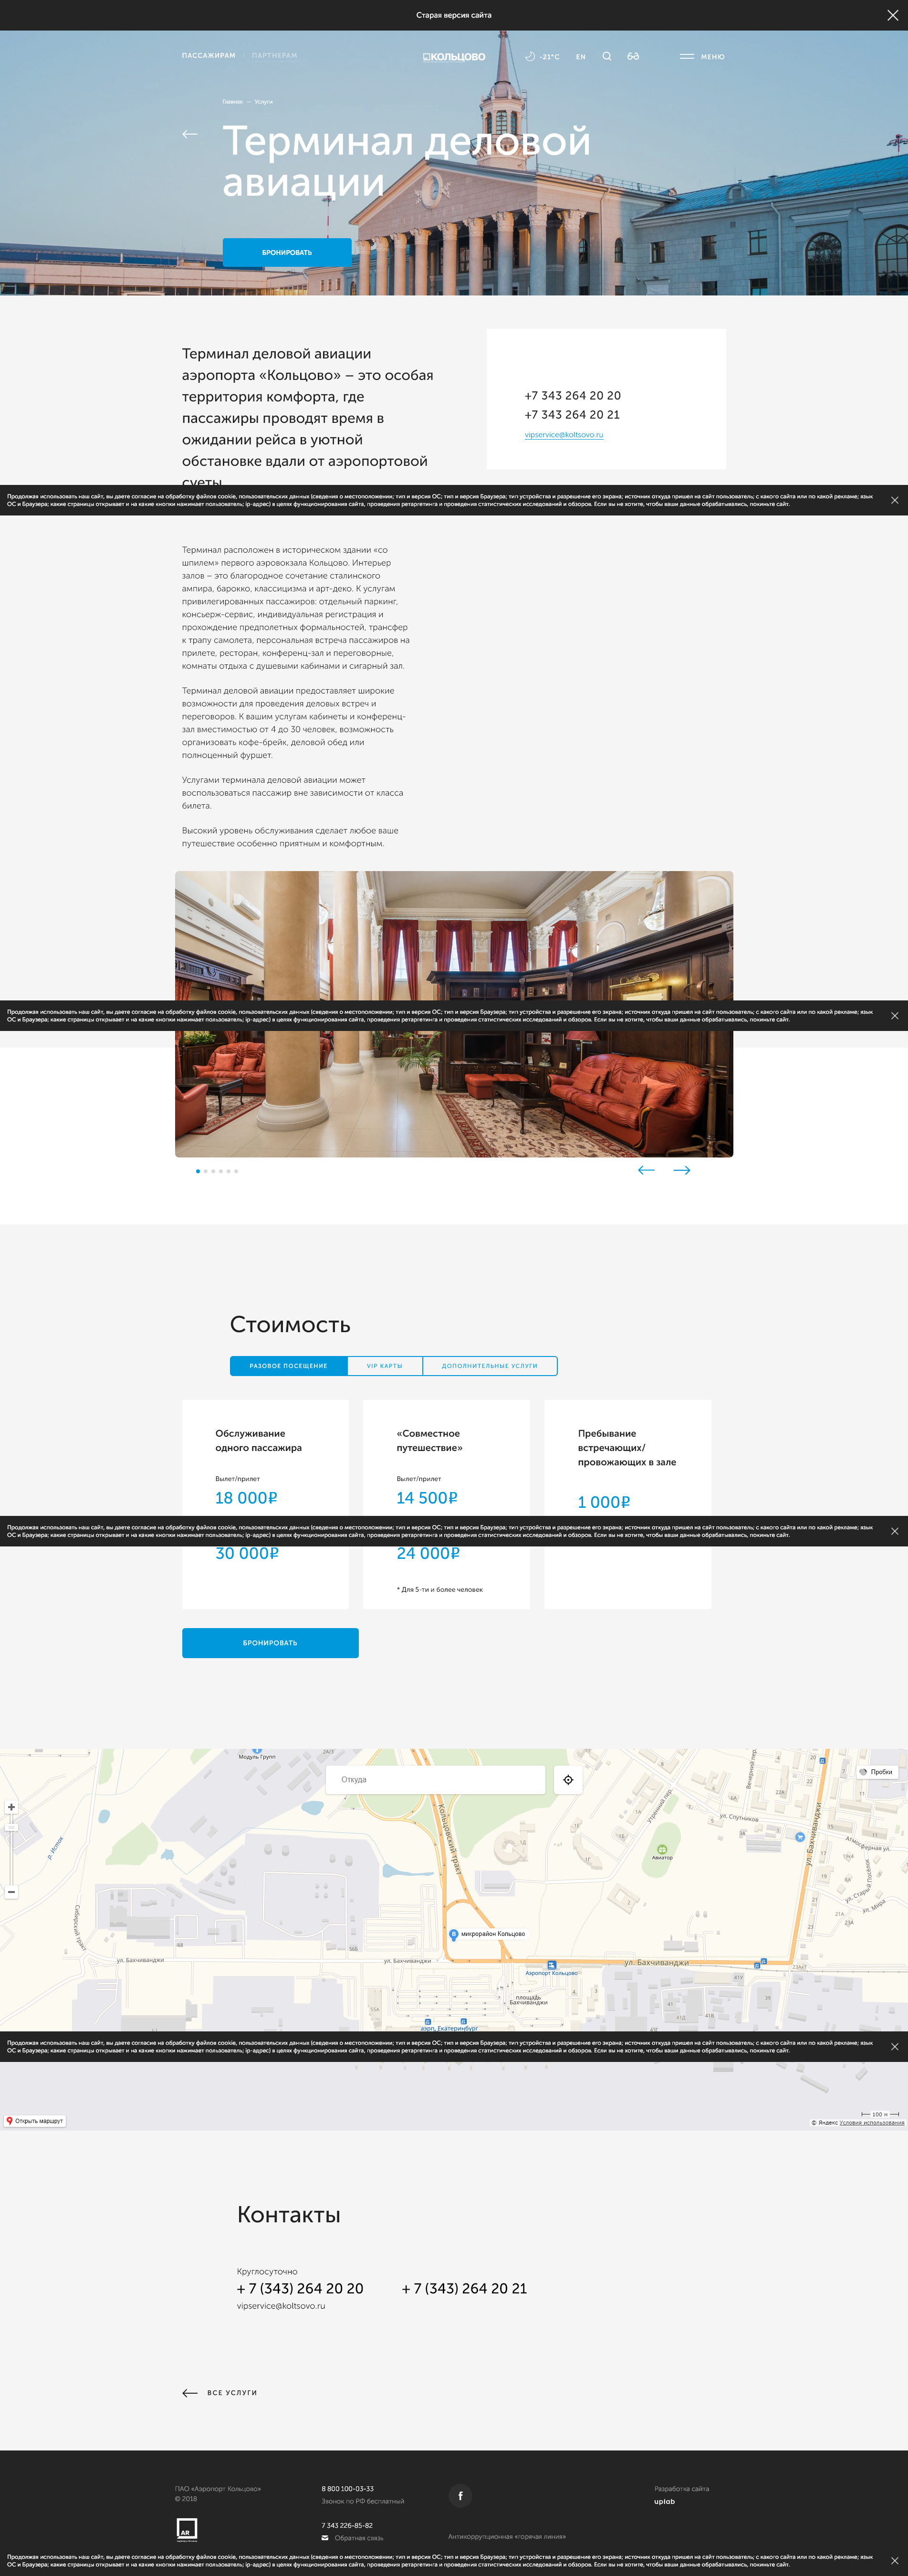 Старая версия сайта
ПАССАЖИРАМ
ПАРТНЕРАМ
КОЛЬЦОВО
-21°C
EN
МЕНЮ
Главная — Услуги
Терминал деловой
авиации
БРОНИРОВАТЬ
Терминал деловой авиации
аэропорта «Кольцово» – это особая
территория комфорта, где
пассажиры проводят время в
ожидании рейса в уютной
обстановке вдали от аэропортовой
суеты
+7 343 264 20 20
+7 343 264 20 21
vipservice@koltsovo.ru
Продолжая использовать наш сайт, вы даете согласие на обработку файлов cookie, пользовательских данных (сведения о местоположении; тип и версия ОС; тип и версия Браузера; тип устройства и разрешение его экрана; источник откуда пришел на сайт пользователь; с какого сайта или по какой рекламе; язык
ОС и Браузера; какие страницы открывает и на какие кнопки нажимает пользователь; ip-адрес) в целях функционирования сайта, проведения ретаргетинга и проведения статистических исследований и обзоров. Если вы не хотите, чтобы ваши данные обрабатывались, покиньте сайт.
Терминал расположен в историческом здании «со
шпилем» первого аэровокзала Кольцово. Интерьер
залов – это благородное сочетание сталинского
ампира, барокко, классицизма и арт-деко. К услугам
привилегированных пассажиров: отдельный паркинг,
консьерж-сервис, индивидуальная регистрация и
прохождение предполетных формальностей, трансфер
к трапу самолета, персональная встреча пассажиров на
прилете, ресторан, конференц-зал и переговорные,
комнаты отдыха с душевыми кабинами и сигарный зал.
Терминал деловой авиации предоставляет широкие
возможности для проведения деловых встреч и
переговоров. К вашим услугам кабинеты и конференц-
зал вместимостью от 4 до 30 человек, возможность
организовать кофе-брейк, деловой обед или
полноценный фуршет.
Услугами терминала деловой авиации может
воспользоваться пассажир вне зависимости от класса
билета.
Высокий уровень обслуживания сделает любое ваше
путешествие особенно приятным и комфортным.
Продолжая использовать наш сайт, вы даете согласие на обработку файлов cookie, пользовательских данных (сведения о местоположении; тип и версия ОС; тип и версия Браузера; тип устройства и разрешение его экрана; источник откуда пришел на сайт пользователь; с какого сайта или по какой рекламе; язык
ОС и Браузера; какие страницы открывает и на какие кнопки нажимает пользователь; ip-адрес) в целях функционирования сайта, проведения ретаргетинга и проведения статистических исследований и обзоров. Если вы не хотите, чтобы ваши данные обрабатывались, покиньте сайт.
Стоимость
РАЗОВОЕ ПОСЕЩЕНИЕ
VIP КАРТЫ
ДОПОЛНИТЕЛЬНЫЕ УСЛУГИ
Обслуживание
одного пассажира
Вылет/прилет
18 000₽
«Совместное
путешествие»
Вылет/прилет
14 500₽
Пребывание
встречающих/
провожающих в зале
1 000₽
Продолжая использовать наш сайт, вы даете согласие на обработку файлов cookie, пользовательских данных (сведения о местоположении; тип и версия ОС; тип и версия Браузера; тип устройства и разрешение его экрана; источник откуда пришел на сайт пользователь; с какого сайта или по какой рекламе; язык
ОС и Браузера; какие страницы открывает и на какие кнопки нажимает пользователь; ip-адрес) в целях функционирования сайта, проведения ретаргетинга и проведения статистических исследований и обзоров. Если вы не хотите, чтобы ваши данные обрабатывались, покиньте сайт.
30 000₽
24 000₽
* Для 5-ти и более человек
БРОНИРОВАТЬ
Модуль Групп
Откуда
Пробки
р. Исток
Кольцовский тракт
Утренний пер.
Вечерний пер.
ул. Спутников
Авиатор
ул. Бахчиванджи
Атмосферная ул.
ул. Старый
ул. Мира
Сибирский тракт
микрорайон Кольцово
ул. Бахчиванджи
ул. Бахчиванджи
ул. Бахчиванджи
Аэропорт Кольцово
площадь
Бахчиванджи
аэрп. Екатеринбург
Продолжая использовать наш сайт, вы даете согласие на обработку файлов cookie, пользовательских данных (сведения о местоположении; тип и версия ОС; тип и версия Браузера; тип устройства и разрешение его экрана; источник откуда пришел на сайт пользователь; с какого сайта или по какой рекламе; язык
ОС и Браузера; какие страницы открывает и на какие кнопки нажимает пользователь; ip-адрес) в целях функционирования сайта, проведения ретаргетинга и проведения статистических исследований и обзоров. Если вы не хотите, чтобы ваши данные обрабатывались, покиньте сайт.
Открыть маршрут
100 м
© Яндекс Условия использования
Контакты
Круглосуточно
+ 7 (343) 264 20 20
+ 7 (343) 264 20 21
vipservice@koltsovo.ru
ВСЕ УСЛУГИ
ПАО «Аэропорт Кольцово»
© 2018
AR
8 800 100-03-33
Звонок по РФ бесплатный
7 343 226-85-82
Обратная связь
f
Антикоррупционная «горячая линия»
Разработка сайта
uplab
Продолжая использовать наш сайт, вы даете согласие на обработку файлов cookie, пользовательских данных (сведения о местоположении; тип и версия ОС; тип и версия Браузера; тип устройства и разрешение его экрана; источник откуда пришел на сайт пользователь; с какого сайта или по какой рекламе; язык
ОС и Браузера; какие страницы открывает и на какие кнопки нажимает пользователь; ip-адрес) в целях функционирования сайта, проведения ретаргетинга и проведения статистических исследований и обзоров. Если вы не хотите, чтобы ваши данные обрабатывались, покиньте сайт.